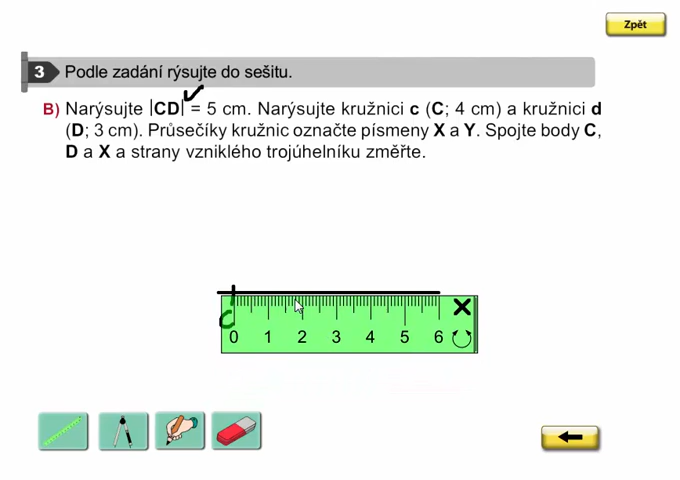 Zpět
3 Podle zadání rýsujte do sešitu.
B) Narýsujte |CD| = 5 cm. Narýsujte kružnici c (C; 4 cm) a kružnici d
(D; 3 cm). Průsečíky kružnic označte písmeny X a Y. Spojte body C,
D a X a strany vzniklého trojúhelníku změřte.
C
0 1 2 3 4 5 6